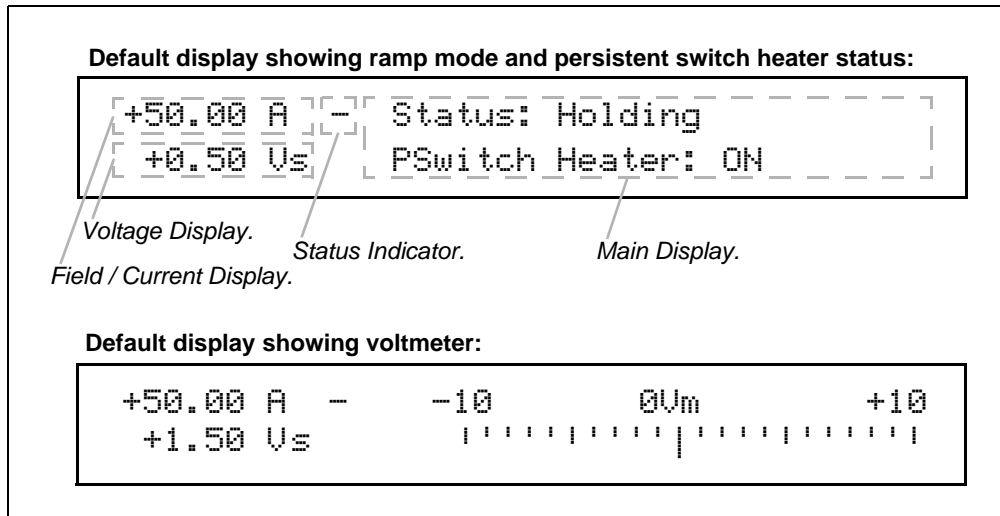 Default display showing ramp mode and persistent switch heater status:
+50.00 A – Status: Holding
+0.50 Vs PSwitch Heater: ON
Voltage Display.
Status Indicator.
Main Display.
Field / Current Display.
Default display showing voltmeter:
+50.00 A – -10 0Vm +10
+1.50 Vs